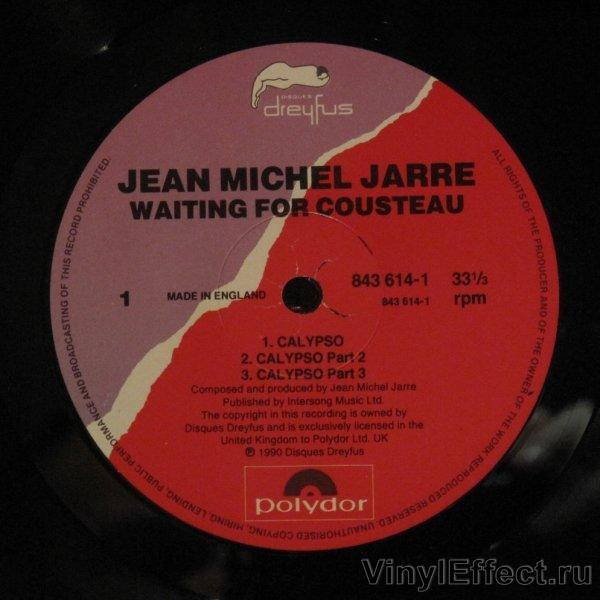 DISQUES
dreyfus
JEAN MICHEL JARRE
WAITING FOR COUSTEAU
1
MADE IN ENGLAND
843 614-1
33 1/3
843 614-1
rpm
1. CALYPSO
2. CALYPSO Part 2
3. CALYPSO Part 3
Composed and produced by Jean Michel Jarre
Published by Intersong Music Ltd.
The copyright in this recording is owned by
Disques Dreyfus and is exclusively licensed in the
United Kingdom to Polydor Ltd. UK
℗ 1990 Disques Dreyfus
polydor
ALL RIGHTS OF THE PRODUCER AND OF THE OWNER OF THE WORK REPRODUCED RESERVED. UNAUTHORISED COPYING, HIRING, LENDING, PUBLIC PERFORMANCE AND BROADCASTING OF THIS RECORD PROHIBITED.
VinylEffect.ru